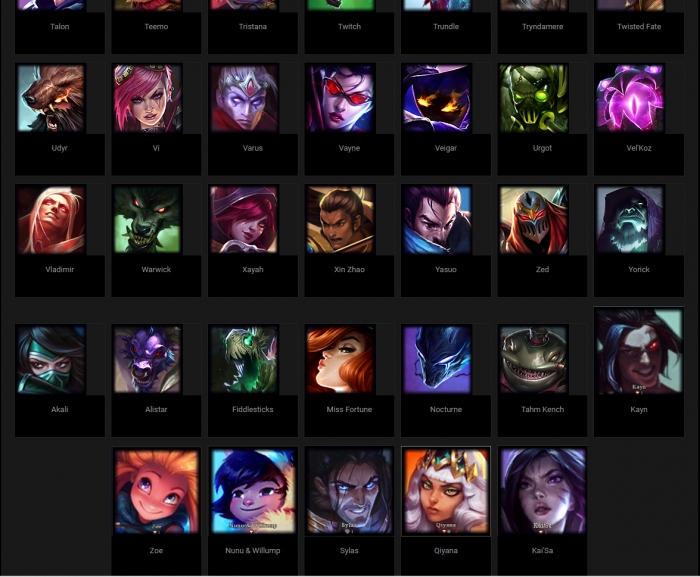 Talon
Teemo
Tristana
Twitch
Trundle
Tryndamere
Twisted Fate
Udyr
Vi
Varus
Vayne
Veigar
Urgot
Vel'Koz
Vladimir
Warwick
Xayah
Xin Zhao
Yasuo
Zed
Yorick
Kayn
Akali
Alistar
Fiddlesticks
Miss Fortune
Nocturne
Tahm Kench
Kayn
Zoe
Nunu & Willump
Sylas
Qiyana
Kai'Sa
Zoe
Nunu & Willump
Sylas
Qiyana
Kai'Sa